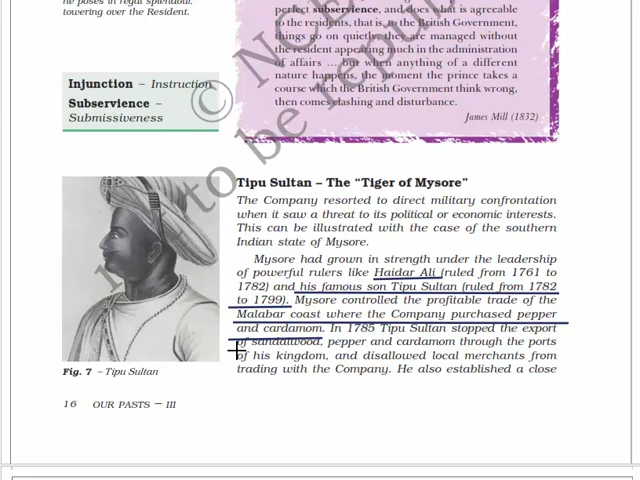 he poses in regal splendour,
towering over the Resident.
perfect subservience, and does what is agreeable
to the residents, that is, to the British Government,
things go on quietly; they are managed without
the resident appearing much in the administration
of affairs … but when anything of a different
nature happens, the moment the prince takes a
course which the British Government think wrong,
then comes clashing and disturbance.
James Mill (1832)
Injunction – Instruction
Subservience –
Submissiveness
© NCE
to be republi
Tipu Sultan – The “Tiger of Mysore”
The Company resorted to direct military confrontation
when it saw a threat to its political or economic interests.
This can be illustrated with the case of the southern
Indian state of Mysore.
Mysore had grown in strength under the leadership
of powerful rulers like Haidar Ali (ruled from 1761 to
1782) and his famous son Tipu Sultan (ruled from 1782
to 1799). Mysore controlled the profitable trade of the
Malabar coast where the Company purchased pepper
and cardamom. In 1785 Tipu Sultan stopped the export
of sandalwood, pepper and cardamom through the ports
of his kingdom, and disallowed local merchants from
trading with the Company. He also established a close
Fig. 7 – Tipu Sultan
16 OUR PASTS – III